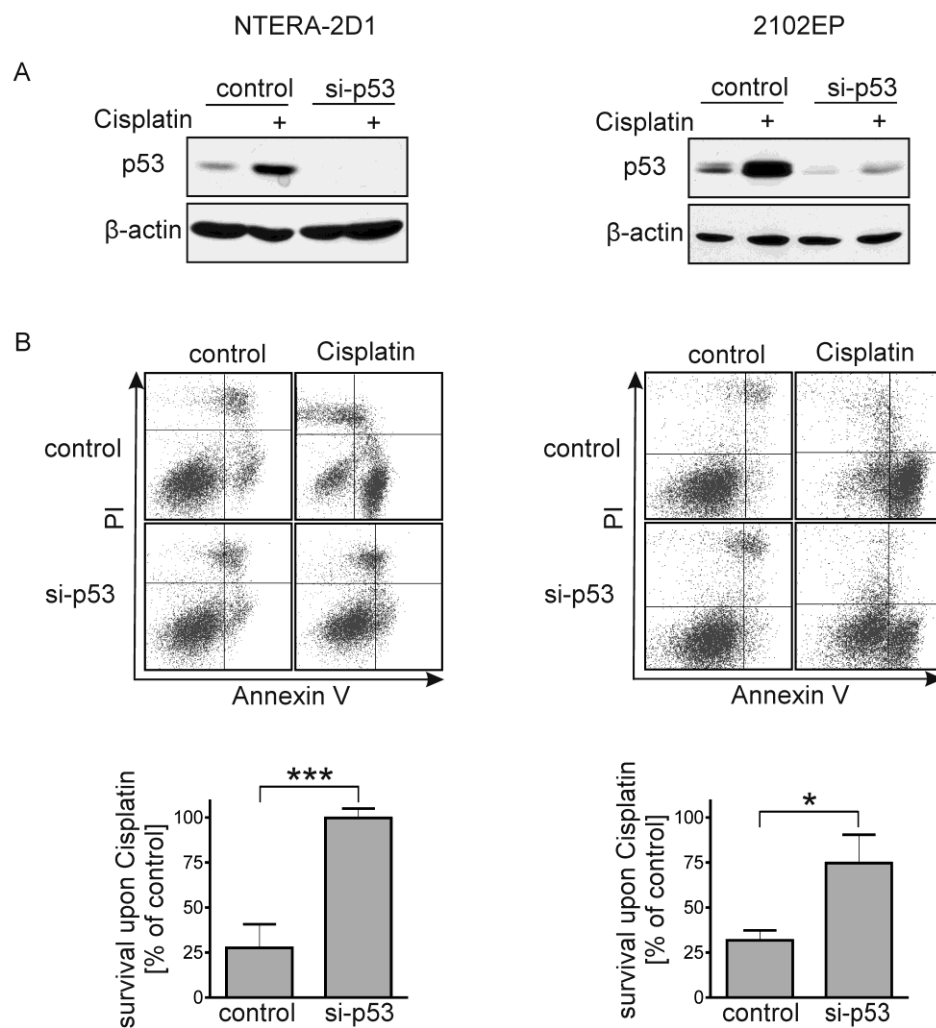 NTERA-2D1 2102EP
A
control si-p53 control si-p53
Cisplatin + + Cisplatin + +
p53 p53
β-actin β-actin
B
control Cisplatin control Cisplatin
control control
PI PI
si-p53 si-p53
Annexin V Annexin V
survival upon Cisplatin
[% of control]
*** 
100
75
50
25
0
control si-p53
survival upon Cisplatin
[% of control]
*
100
75
50
25
0
control si-p53